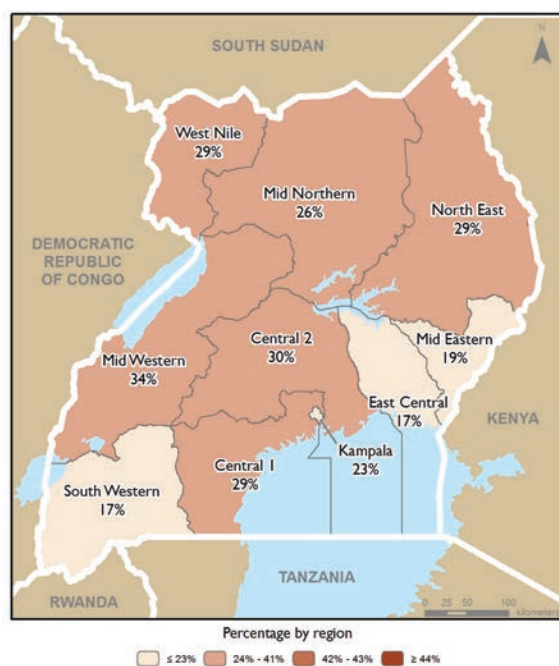 SOUTH SUDAN
N
West Nile
29%
Mid Northern
26%
North East
29%
DEMOCRATIC
REPUBLIC
OF CONGO
Mid Western
34%
Central 2
30%
Mid Eastern
19%
East Central
17%
KENYA
Kampala
23%
Central 1
29%
South Western
17%
TANZANIA
RWANDA
0 25 50 100
kilometers
Percentage by region
≤ 23%
24% - 41%
42% - 43%
≥ 44%